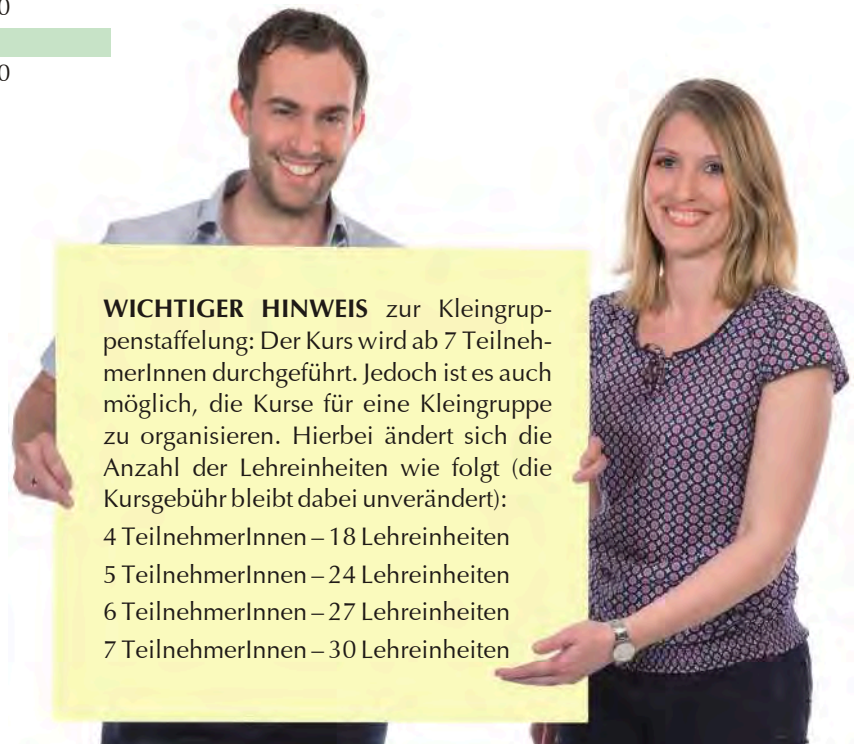 0
0
WICHTIGER HINWEIS zur Kleingrup-
penstaffelung: Der Kurs wird ab 7 Teilneh-
merInnen durchgeführt. Jedoch ist es auch
möglich, die Kurse für eine Kleingruppe
zu organisieren. Hierbei ändert sich die
Anzahl der Lehreinheiten wie folgt (die
Kursgebühr bleibt dabei unverändert):
4 TeilnehmerInnen – 18 Lehreinheiten
5 TeilnehmerInnen – 24 Lehreinheiten
6 TeilnehmerInnen – 27 Lehreinheiten
7 TeilnehmerInnen – 30 Lehreinheiten